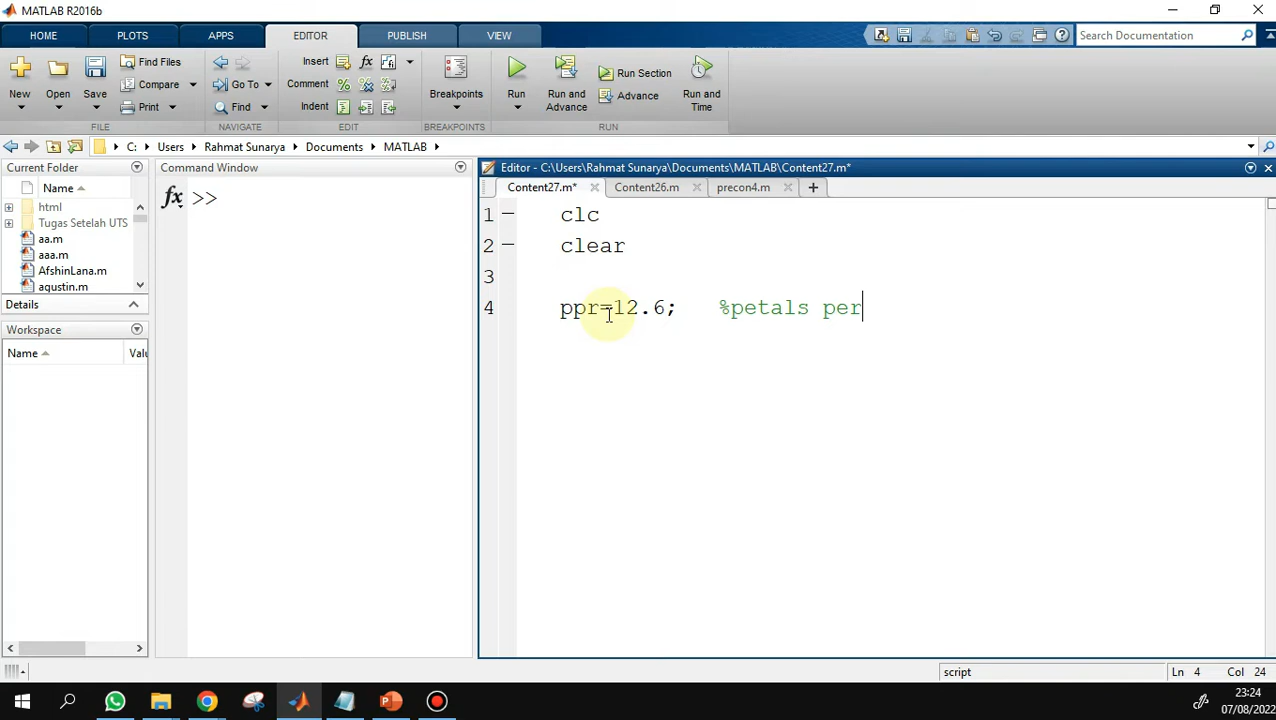 MATLAB R2016b
HOME PLOTS APPS EDITOR PUBLISH VIEW Search Documentation
New Open Save Find Files Compare Print
Go To Find
Insert Comment Indent
Breakpoints
Run Run and Advance Run Section Advance Run and Time
FILE NAVIGATE EDIT BREAKPOINTS RUN
C: Users Rahmat Sunarya Documents MATLAB
Current Folder
Name
html
Tugas Setelah UTS
aa.m
aaa.m
AfshinLana.m
aqustin.m
Details
Workspace
Name Valu
Command Window
fx >>
Editor - C:\Users\Rahmat Sunarya\Documents\MATLAB\Content27.m*
Content27.m* Content26.m precon4.m
1 clc
2 clear
3
4 ppr=12.6; %petals per
script Ln 4 Col 24
23:24
07/08/2022